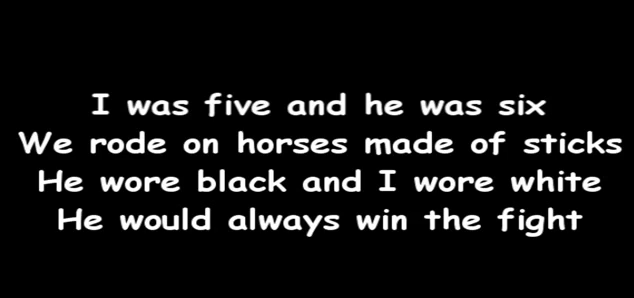 I was five and he was six
We rode on horses made of sticks
He wore black and I wore white
He would always win the fight